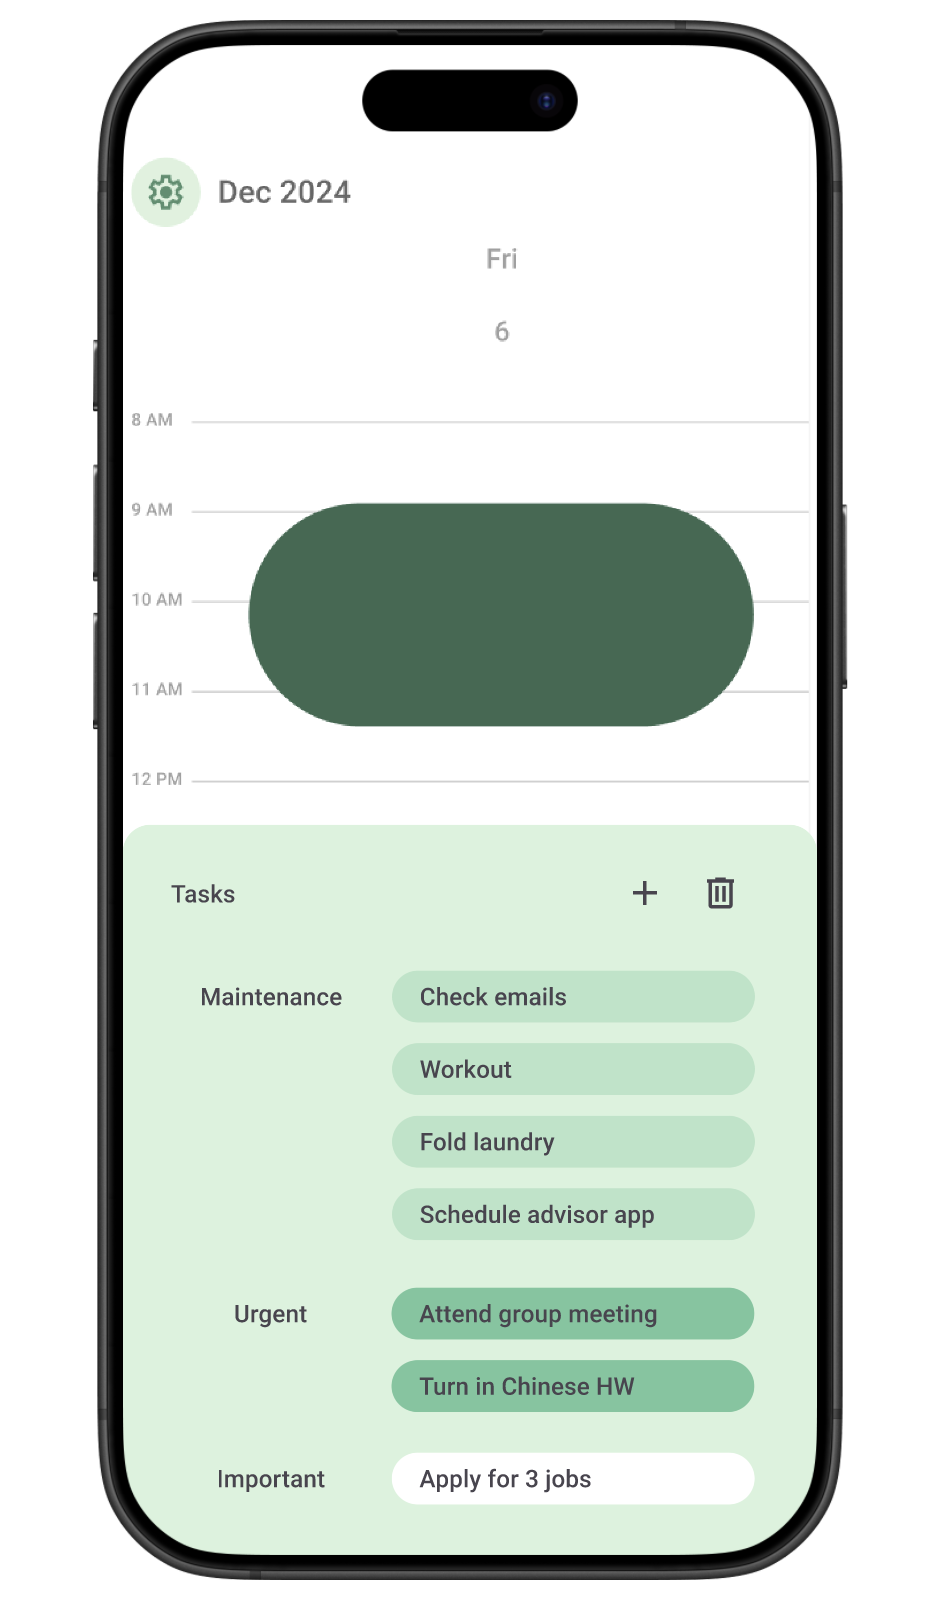 Dec 2024
Fri
6
8 AM
9 AM
10 AM
11 AM
12 PM
Tasks
Maintenance
Check emails
Workout
Fold laundry
Schedule advisor app
Urgent
Attend group meeting
Turn in Chinese HW
Important
Apply for 3 jobs